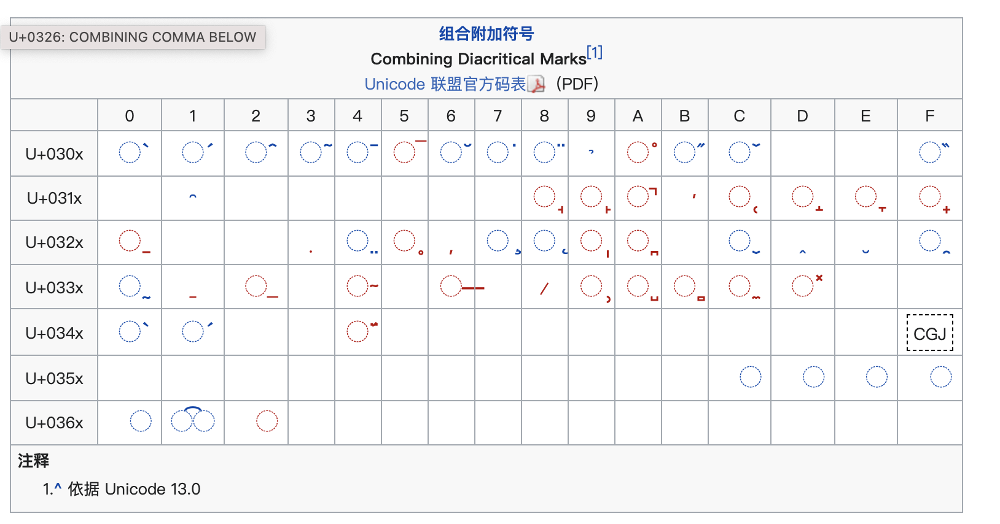 U+0326: COMBINING COMMA BELOW
组合附加符号
Combining Diacritical Marks[1]
Unicode 联盟官方码表 (PDF)
0 1 2 3 4 5 6 7 8 9 A B C D E F
U+030x ◌̀ ◌́ ◌̂ ◌̃ ◌̄ ◌̅ ◌̆ ◌̇ ◌̈ ̉ ◌̊ ◌̋ ◌̌ ◌̏
U+031x ̑ ◌̘ ◌̙ ◌̚ ̛ ◌̜ ◌̝ ◌̞ ◌̟
U+032x ◌̠ ̣ ◌̤ ◌̥ ̦ ◌̧ ◌̨ ◌̩ ◌̪ ◌̬ ̭ ̮ ◌̯
U+033x ◌̰ ̱ ◌̲ ◌̴ ◌̶ ̸ ◌̹ ◌̺ ◌̻ ◌̼ ◌̽
U+034x ◌̀ ◌́ ◌̈́ CGJ
U+035x ◌ ◌ ◌ ◌
U+036x ◌ ◌͡◌ ◌
注释
1.^ 依据 Unicode 13.0